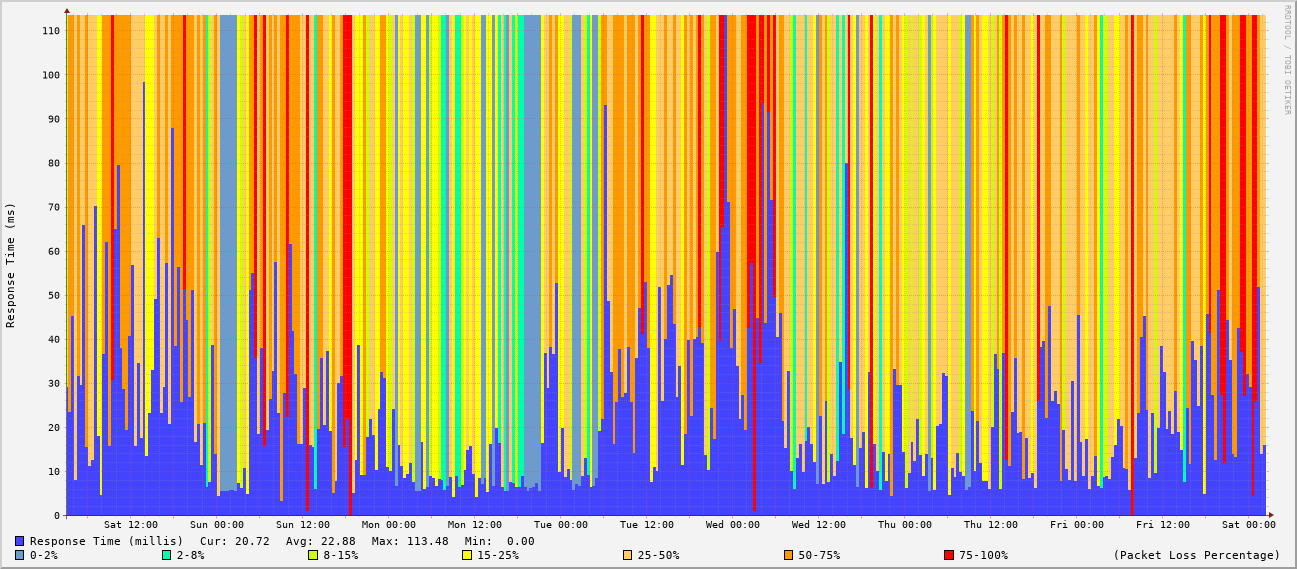 RRDTOOL / TOBI OETIKER
Response Time (ms)
110
100
90
80
70
60
50
40
30
20
10
0
Sat 12:00 Sun 00:00 Sun 12:00 Mon 00:00 Mon 12:00 Tue 00:00 Tue 12:00 Wed 00:00 Wed 12:00 Thu 00:00 Thu 12:00 Fri 00:00 Fri 12:00 Sat 00:00
Response Time (millis) Cur: 20.72 Avg: 22.88 Max: 113.48 Min: 0.00
0-2% 2-8% 8-15% 15-25% 25-50% 50-75% 75-100% (Packet Loss Percentage)